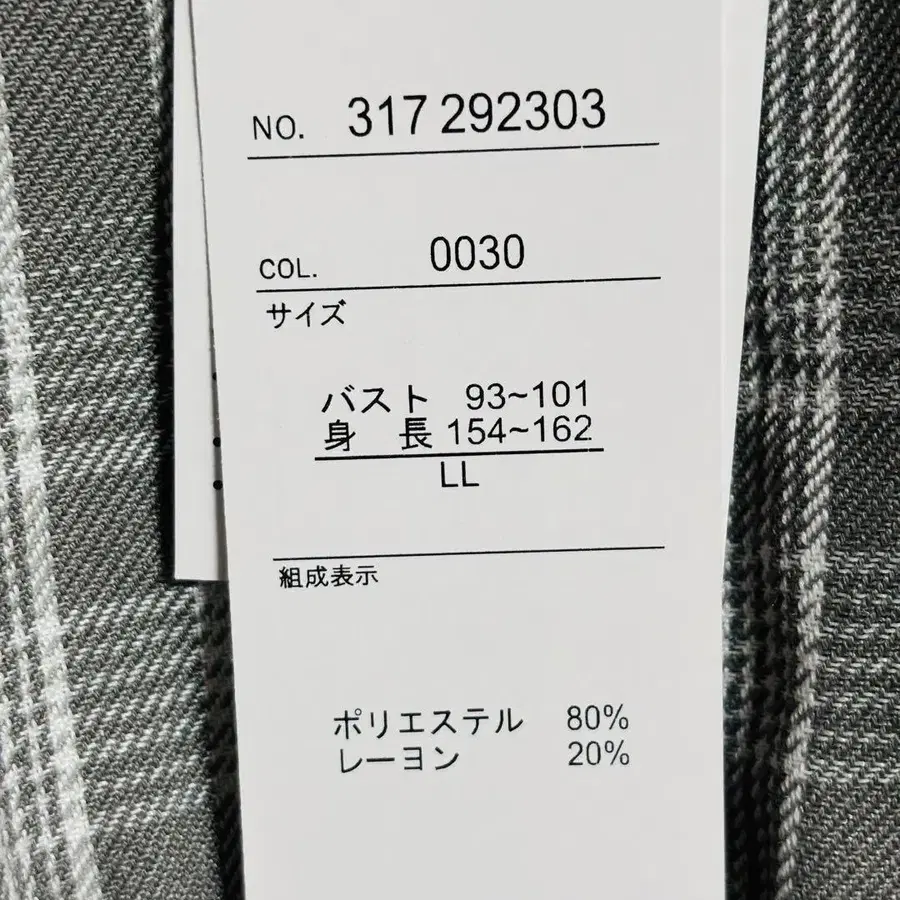 NO. 317 292303
COL. 0030
サイズ
バスト 93~101
身 長 154~162
LL
組成表示
ポリエステル 80%
レーヨン 20%